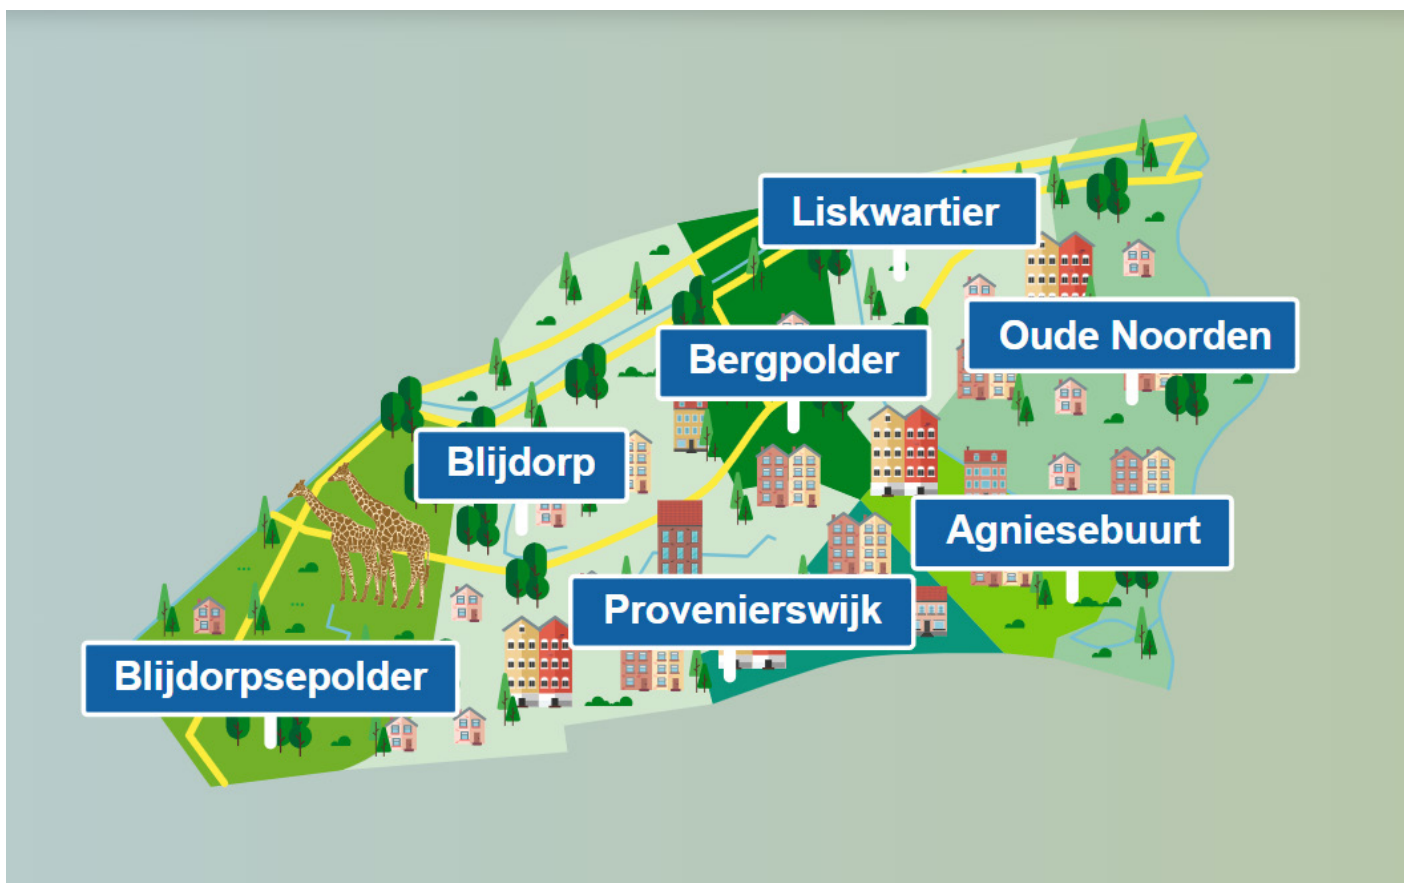 Liskwartier
Oude Noorden
Bergpolder
Blijdorp
Agniesebuurt
Provenierswijk
Blijdorpsepolder